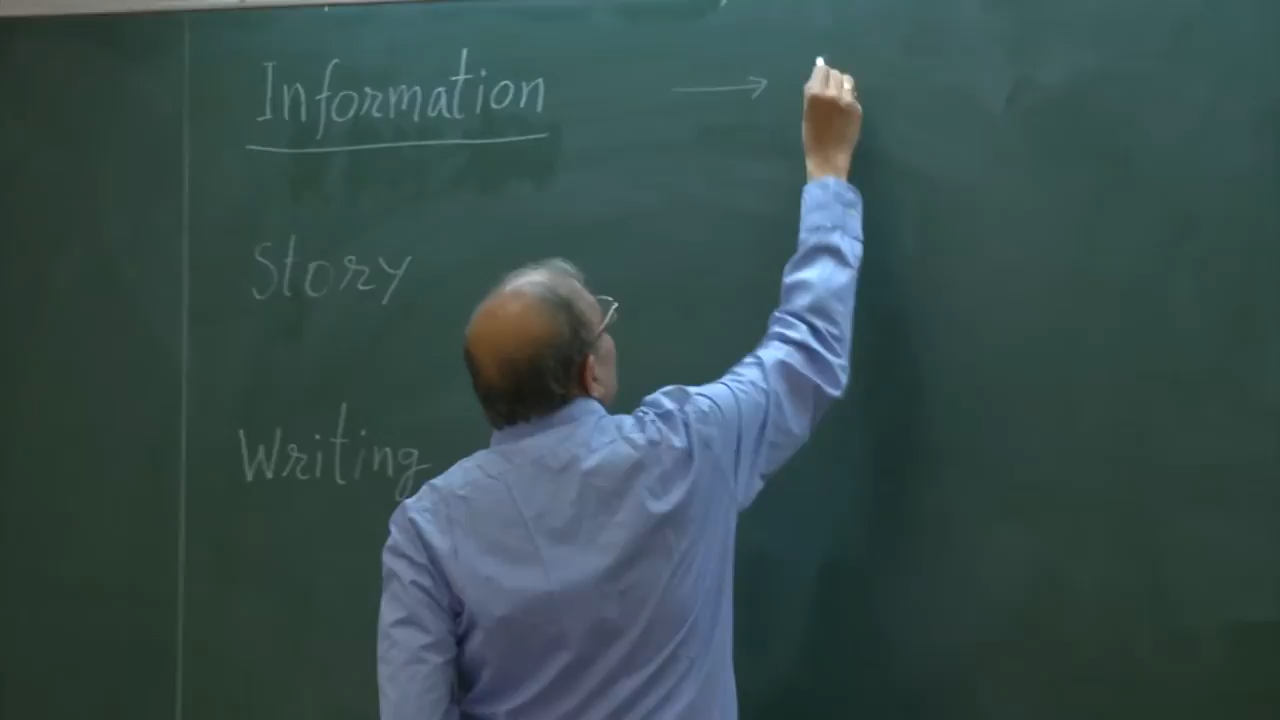 Information →
Story
Writing